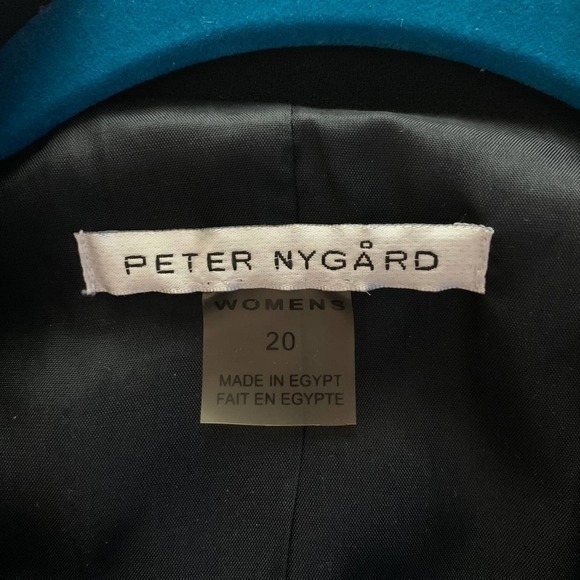 PETER NYGÅRD
WOMENS
20
MADE IN EGYPT
FAIT EN EGYPTE